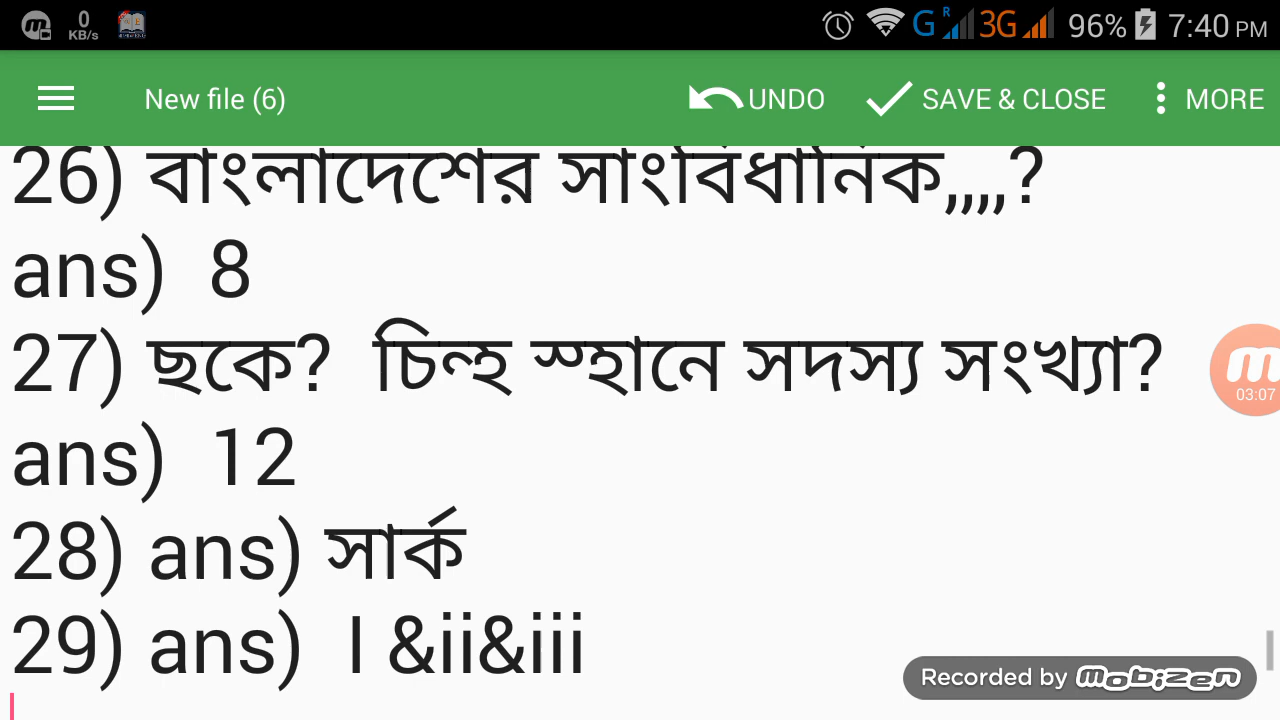 0
KB/s
G R 3G 96% 7:40 PM
New file (6) UNDO SAVE & CLOSE MORE
26) বাংলাদেশের সাংবিধানিক,,,,?
ans) 8
27) ছকে? চিন্হ স্হানে সদস্য সংখ্যা?
ans) 12
03:07
28) ans) সার্ক
29) ans) I &ii&iii
Recorded by mobizen